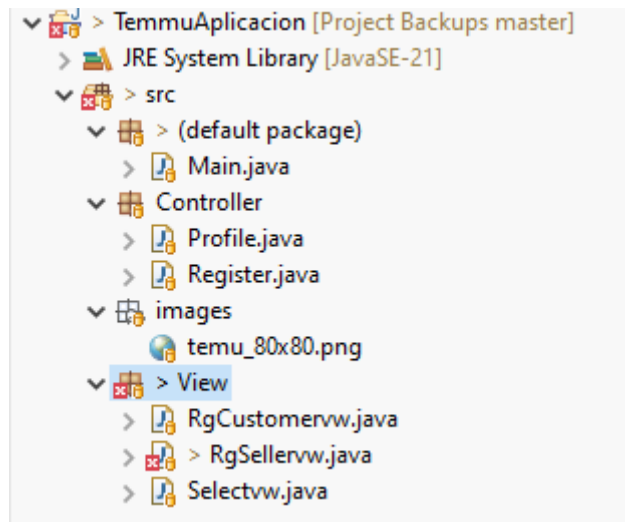 > TemmuAplicacion [Project Backups master]
JRE System Library [JavaSE-21]
> src
> (default package)
Main.java
Controller
Profile.java
Register.java
images
temu_80x80.png
> View
RgCustomervw.java
> RgSellervw.java
Selectvw.java